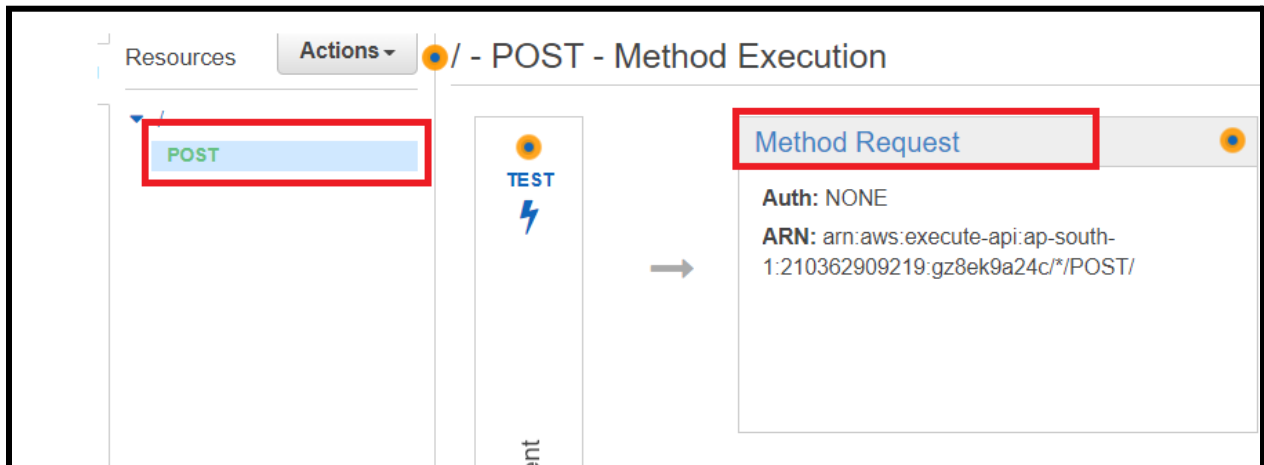 Resources
Actions
/ - POST - Method Execution
/
POST
TEST
Method Request
Auth: NONE
ARN: arn:aws:execute-api:ap-south-
1:210362909219:gz8ek9a24c/*/POST/